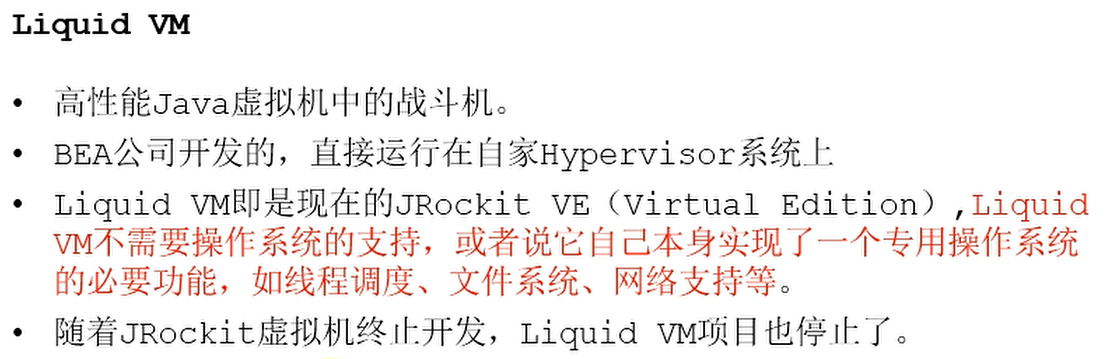 Liquid VM
• 高性能Java虚拟机中的战斗机。
• BEA公司开发的，直接运行在自家Hypervisor系统上
• Liquid VM即是现在的JRockit VE（Virtual Edition）,Liquid
VM不需要操作系统的支持，或者说它自己本身实现了一个专用操作系统
的必要功能，如线程调度、文件系统、网络支持等。
• 随着JRockit虚拟机终止开发，Liquid VM项目也停止了。